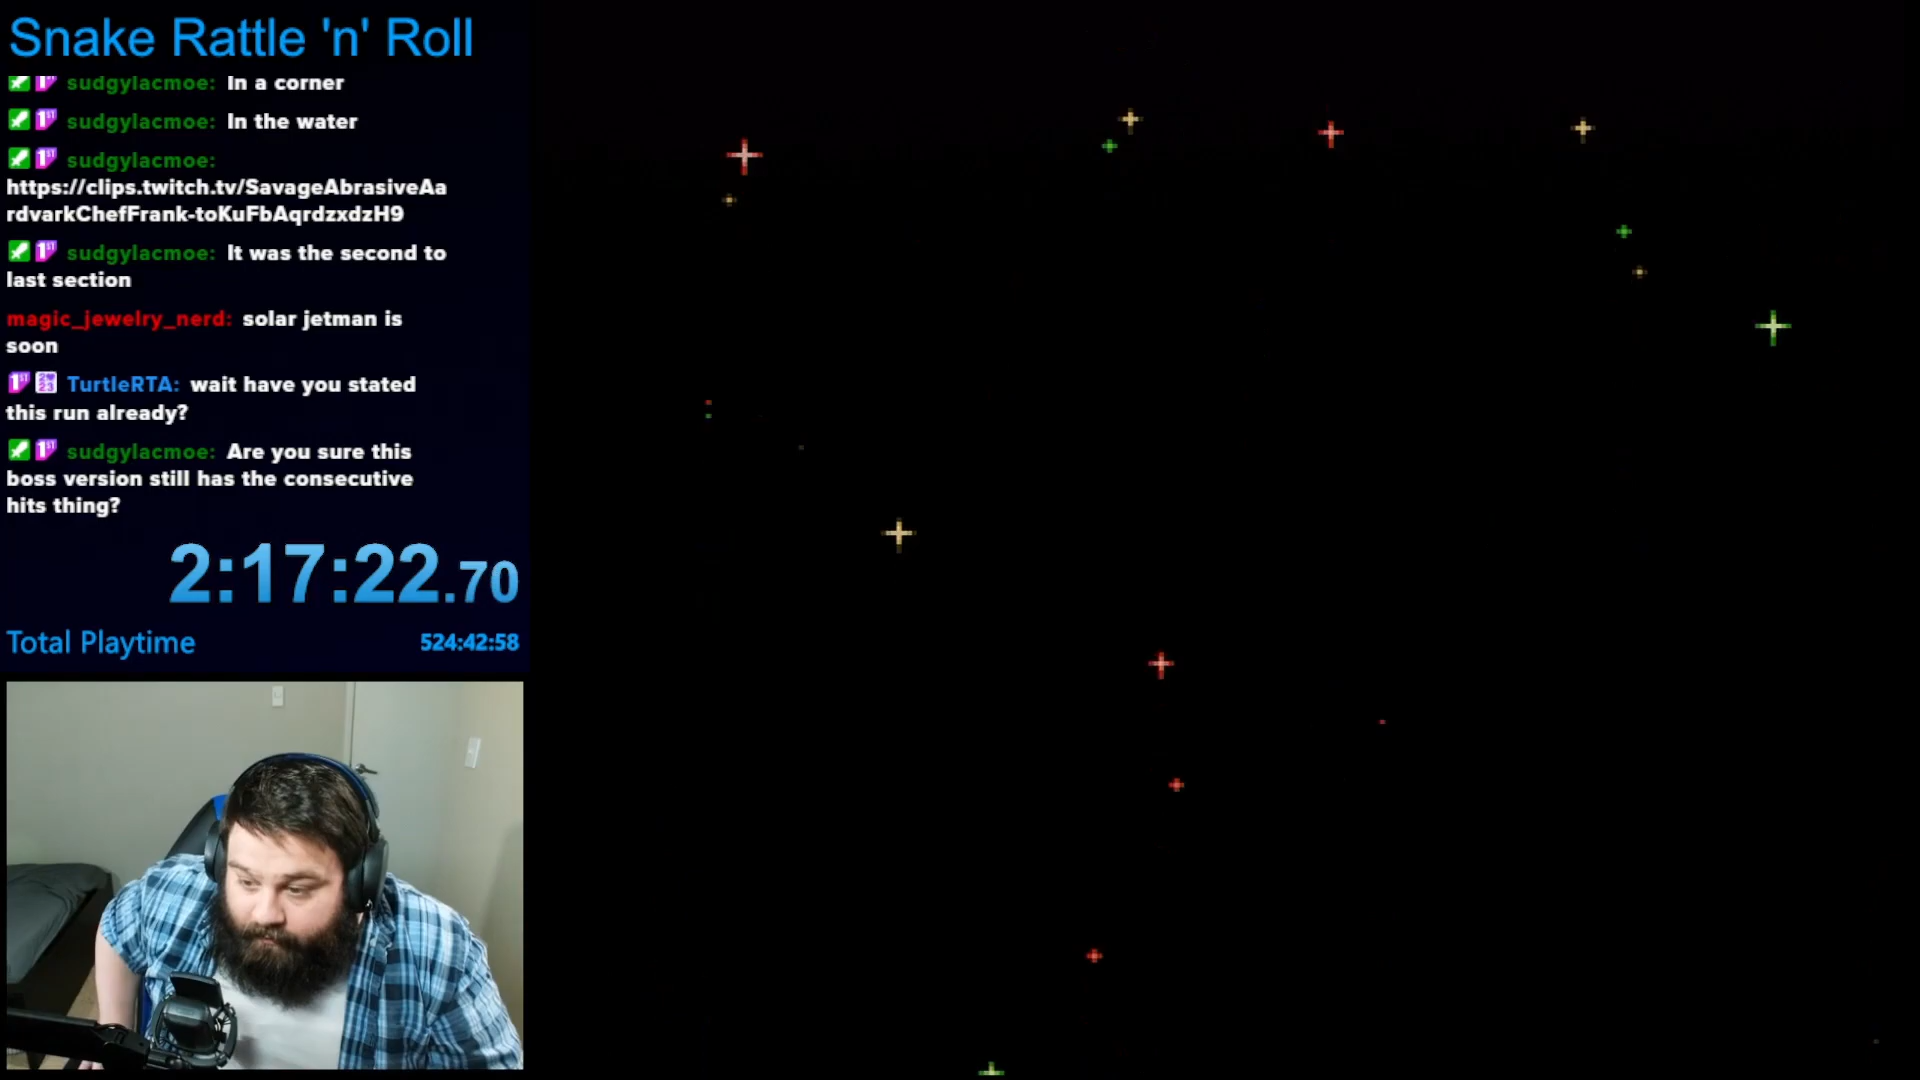 Snake Rattle 'n' Roll
sudgylacmoe: In a corner
sudgylacmoe: In the water
sudgylacmoe:
https://clips.twitch.tv/SavageAbrasiveAa
rdvarkChefFrank-toKuFbAqrdzxdzH9
sudgylacmoe: It was the second to
last section
magic_jewelry_nerd: solar jetman is
soon
TurtleRTA: wait have you stated
this run already?
sudgylacmoe: Are you sure this
boss version still has the consecutive
hits thing?
2:17:22.70
Total Playtime 524:42:58